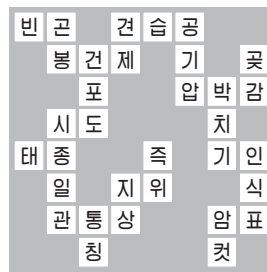 빈 곤 견 습 공
봉 건 제 기 곶
포 압 박 감
시 도 치
태 종 즉 기 인
일 지 위 식
관 통 상 암 표
칭 컷